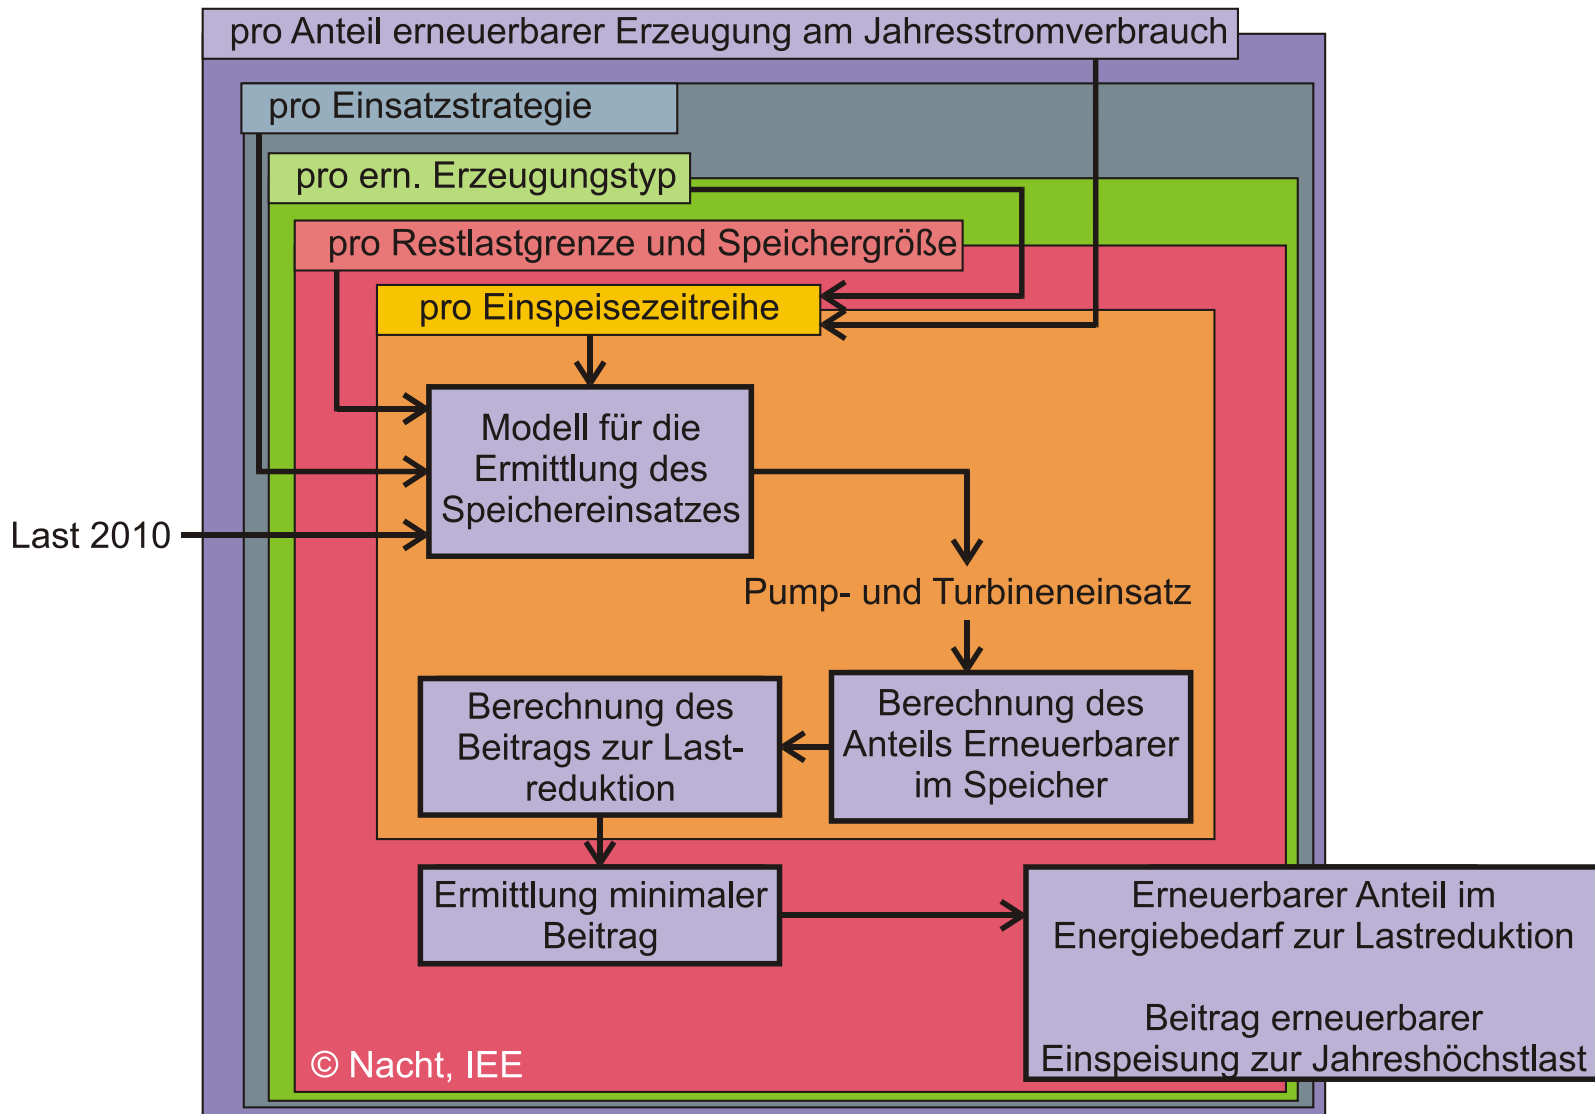 pro Anteil erneuerbarer Erzeugung am Jahresstromverbrauch
pro Einsatzstrategie
pro ern. Erzeugungstyp
pro Restlastgrenze und Speichergröße
pro Einspeisezeitreihe
Modell für die
Ermittlung des
Speichereinsatzes
Last 2010
Pump- und Turbineneinsatz
Berechnung des
Anteils Erneuerbarer
im Speicher
Berechnung des
Beitrags zur Last-
reduktion
Ermittlung minimaler
Beitrag
Erneuerbarer Anteil im
Energiebedarf zur Lastreduktion
Beitrag erneuerbarer
Einspeisung zur Jahreshöchstlast
© Nacht, IEE